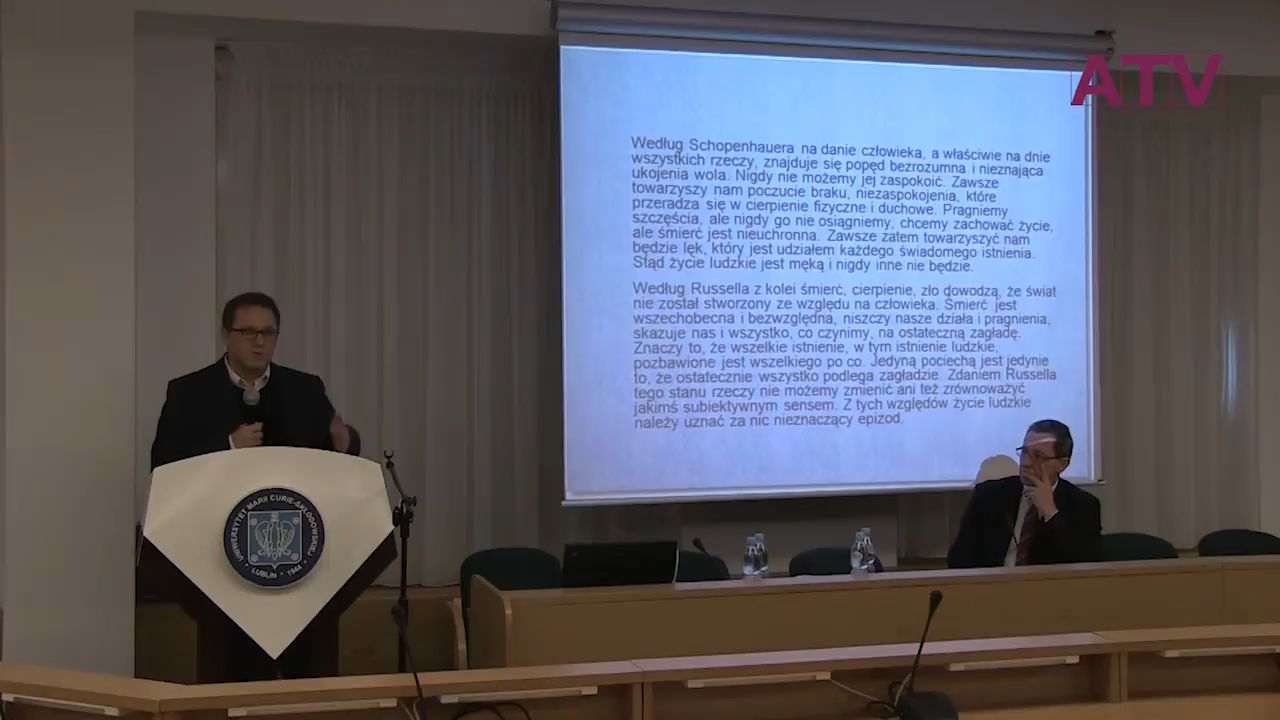 ATV
Według Schopenhauera na danie człowieka, a właściwie na dnie
wszystkich rzeczy, znajduje się popęd bezrozumna i nieznająca
ukojenia wola. Nigdy nie możemy jej zaspokoić. Zawsze
towarzyszy nam poczucie braku, niezaspokojenia, które
przeradza się w cierpienie fizyczne i duchowe. Pragniemy
szczęścia, ale nigdy go nie osiągniemy, chcemy zachować życie,
ale śmierć jest nieuchronna. Zawsze zatem towarzyszyć nam
będzie lęk, który jest udziałem każdego świadomego istnienia.
Stąd życie ludzkie jest męką i nigdy inne nie będzie.
Według Russella z kolei śmierć, cierpienie, zło dowodzą, że świat
nie został stworzony ze względu na człowieka. Śmierć jest
wszechobecna i bezwzględna, niszczy nasze działa i pragnienia,
skazuje nas i wszystko, co czynimy, na ostateczną zagładę.
Znaczy to, że wszelkie istnienie, w tym istnienie ludzkie,
pozbawione jest wszelkiego po co. Jedyną pociechą jest jedynie
to, że ostatecznie wszystko podlega zagładzie. Zdaniem Russella
tego stanu rzeczy nie możemy zmienić ani też zrównoważyć
jakimś subiektywnym sensem. Z tych względów życie ludzkie
należy uznać za nic nieznaczący epizod.
UNIWERSYTET MARII CURIE-SKŁODOWSKIEJ
LUBLIN • 1944